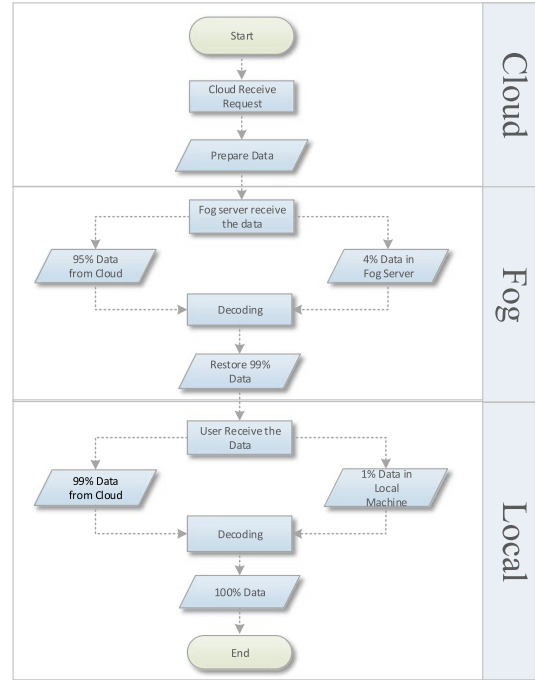 Start
Cloud Receive
Request
Prepare Data
Cloud
Fog server receive
the data
95% Data
from Cloud
4% Data in
Fog Server
Decoding
Restore 99%
Data
Fog
User Receive the
Data
99% Data
from Cloud
1% Data in
Local
Machine
Decoding
100% Data
End
Local